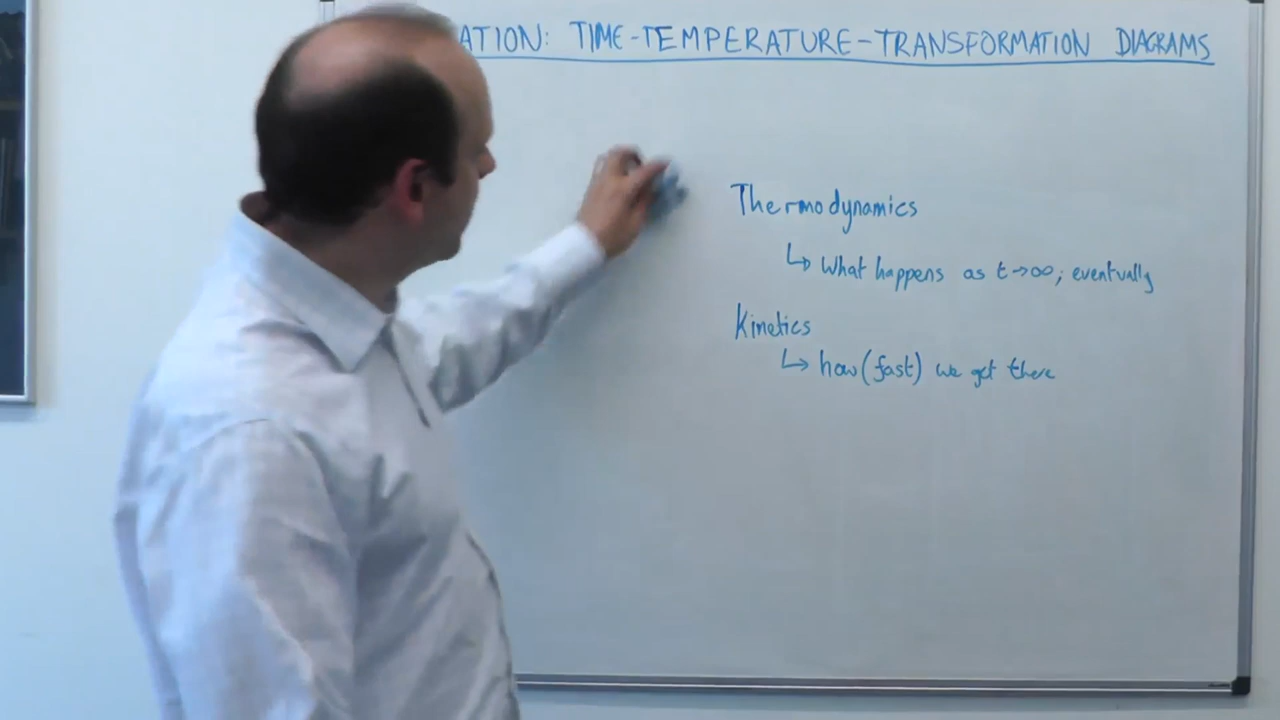 ATION: TIME-TEMPERATURE-TRANSFORMATION DIAGRAMS
Thermodynamics
↳ What happens as t→∞; eventually
Kinetics
↳ how (fast) we get there